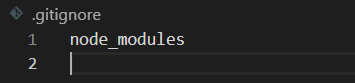 .gitignore
1 node_modules
2